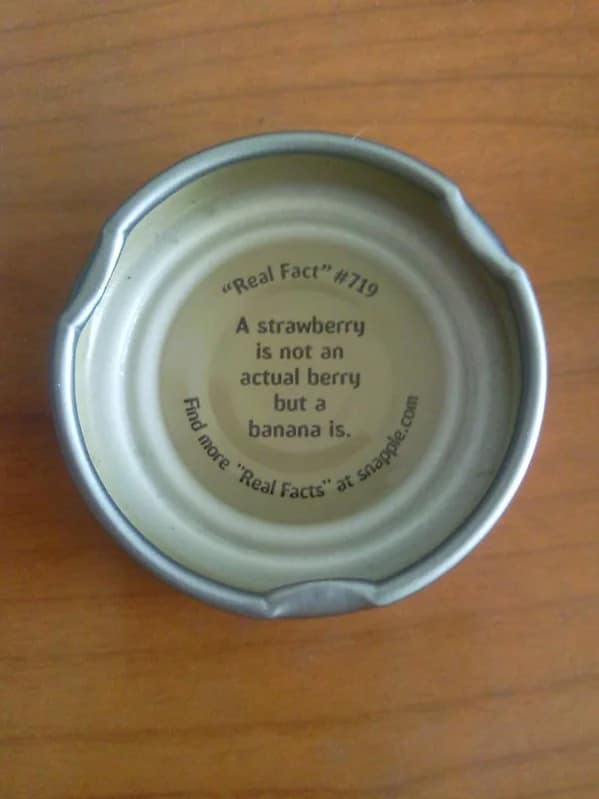 “Real Fact” #719
A strawberry
is not an
actual berry
but a
banana is.
Find more "Real Facts" at snapple.com